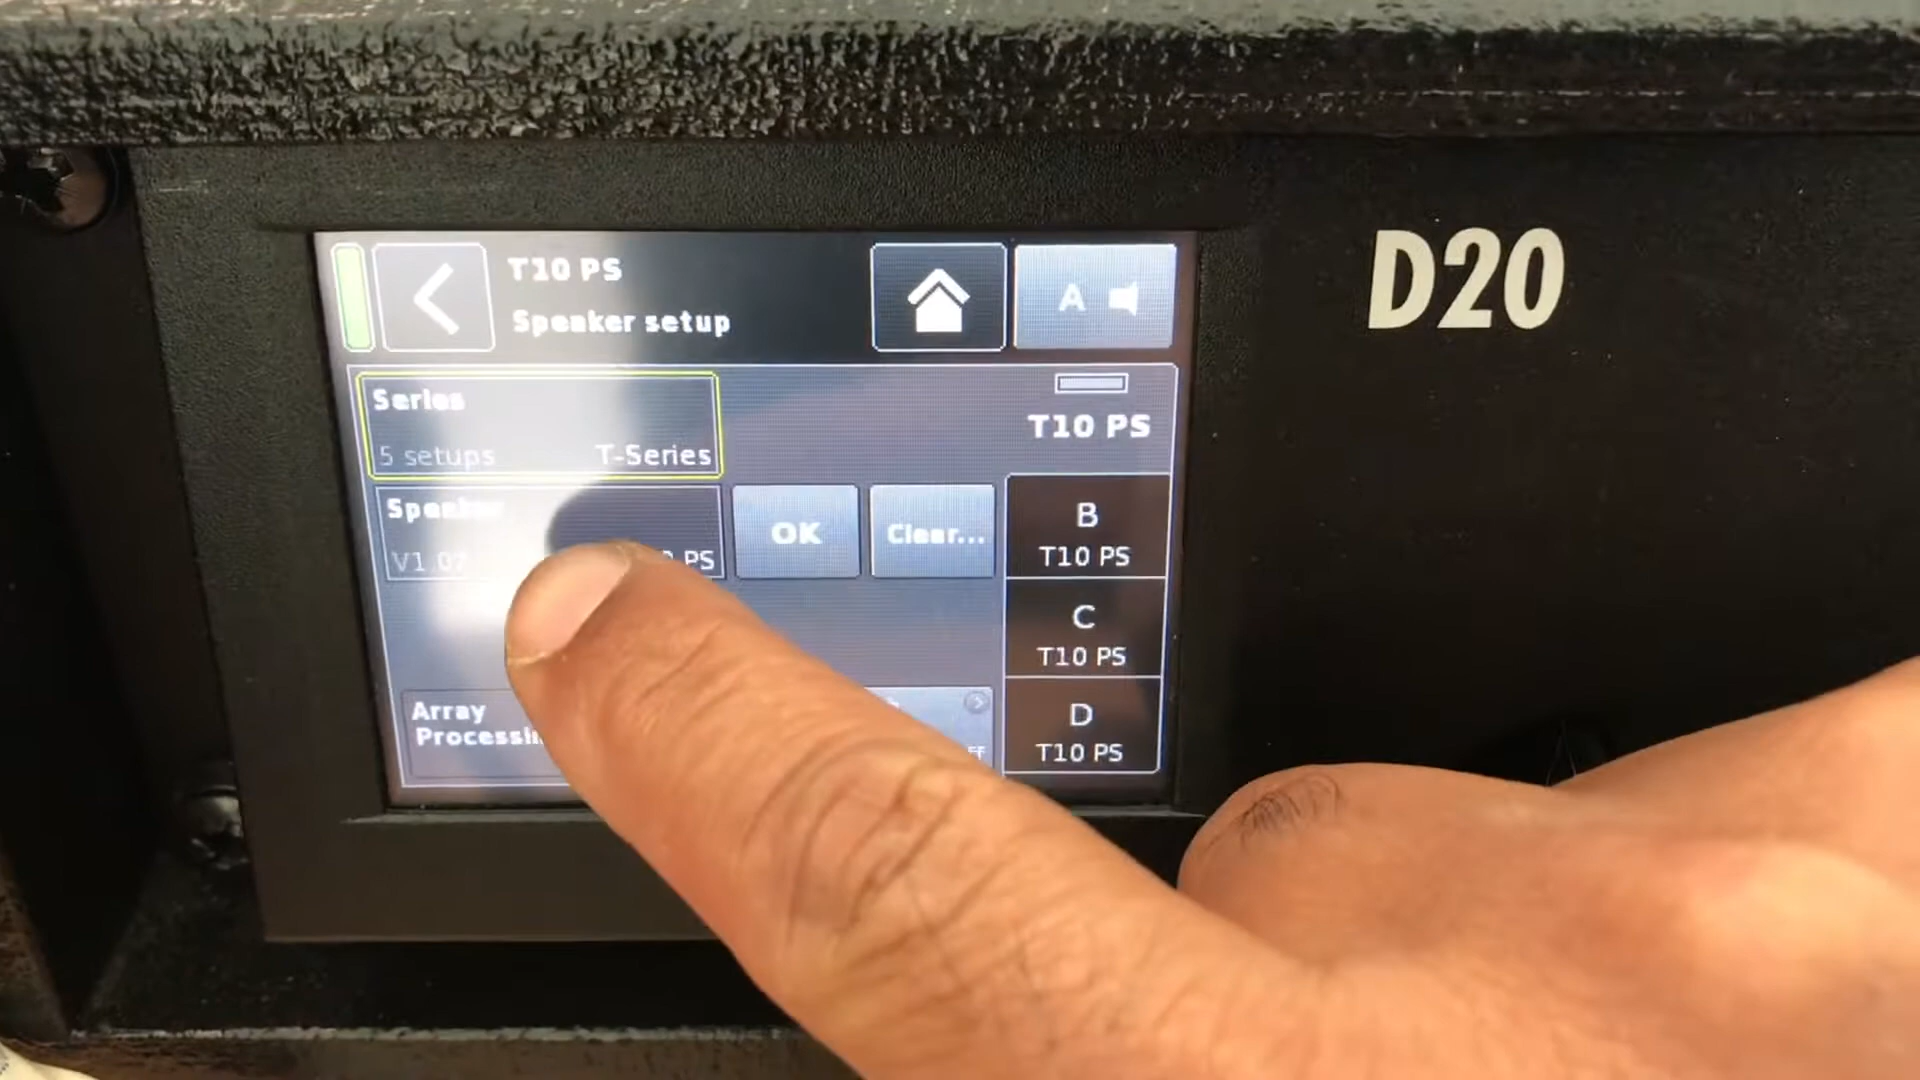 T10 PS
Speaker setup
A
D20
Series
5 setups T-Series
T10 PS
Speaker
V1.07 PS
OK
Clear...
B
T10 PS
C
T10 PS
D
T10 PS
Array